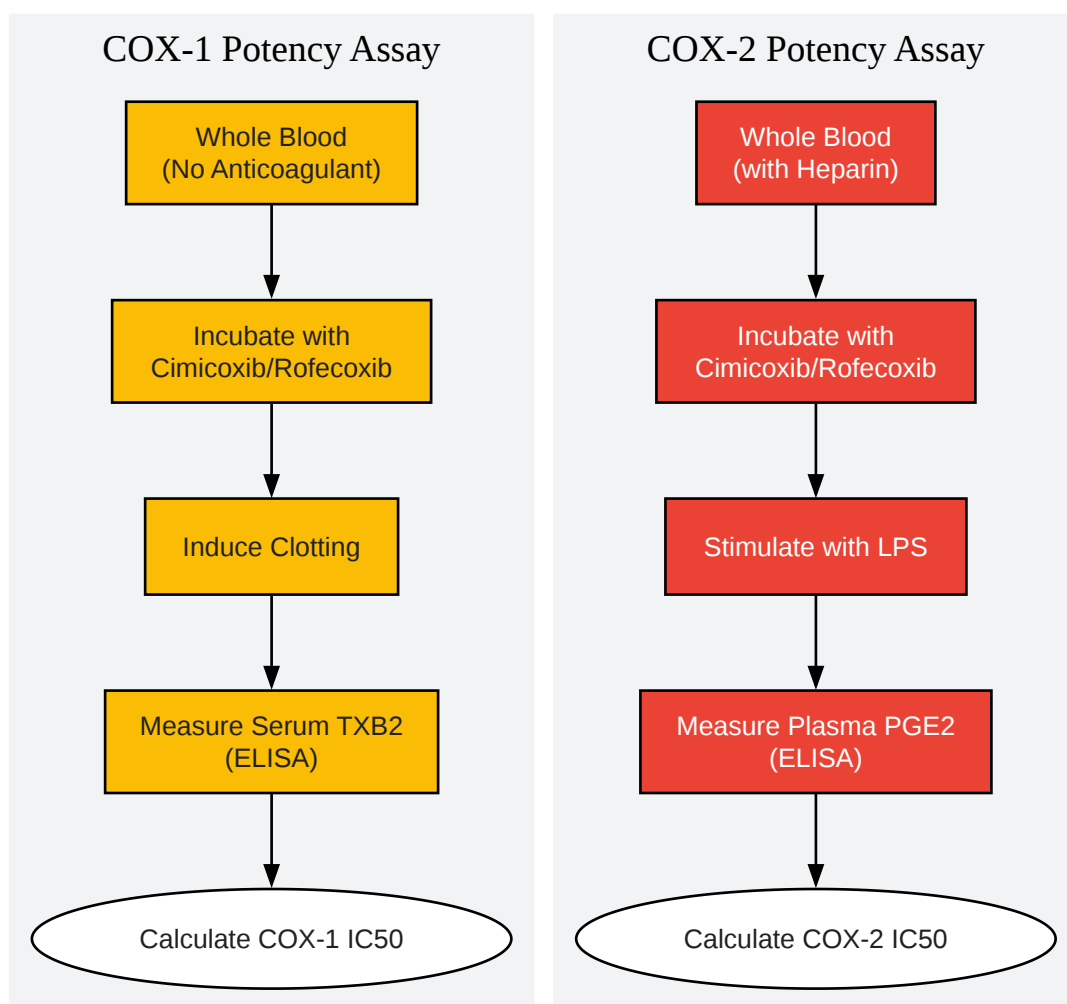 COX-1 Potency Assay
Whole Blood
(No Anticoagulant)
Incubate with
Cimicoxib/Rofecoxib
Induce Clotting
Measure Serum TXB2
(ELISA)
Calculate COX-1 IC50
COX-2 Potency Assay
Whole Blood
(with Heparin)
Incubate with
Cimicoxib/Rofecoxib
Stimulate with LPS
Measure Plasma PGE2
(ELISA)
Calculate COX-2 IC50